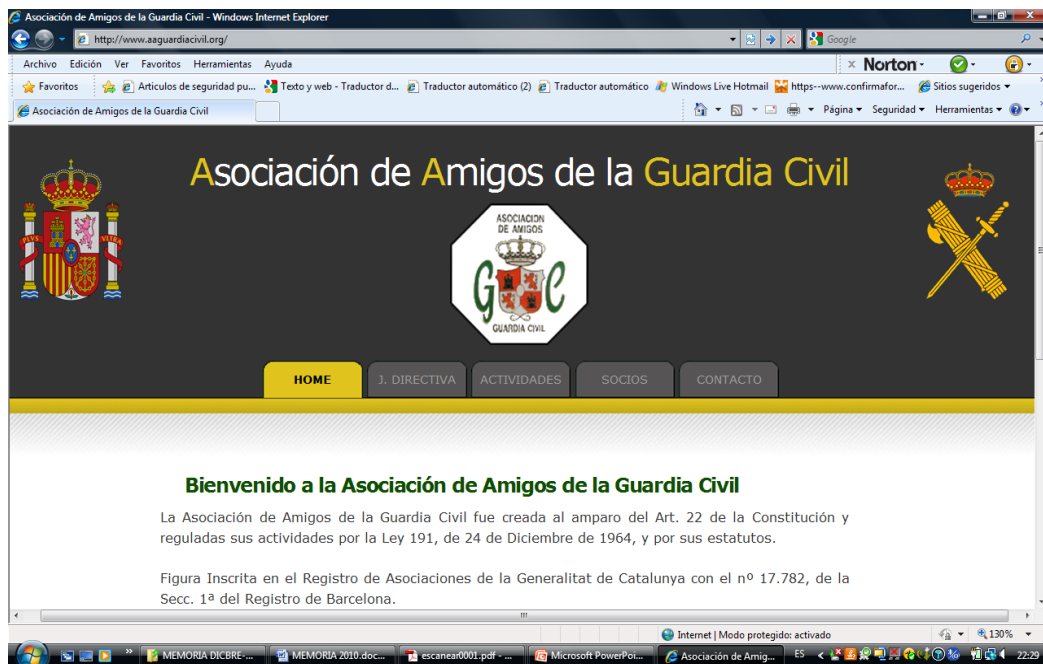 Asociación de Amigos de la Guardia Civil - Windows Internet Explorer
http://www.aaguardiacivil.org/
Google
Archivo Edición Ver Favoritos Herramientas Ayuda
x Norton
Favoritos Articulos de seguridad pu... Texto y web - Traductor d... Traductor automático (2) Traductor automático Windows Live Hotmail https--www.confirmafor... Sitios sugeridos
Asociación de Amigos de la Guardia Civil
Página Seguridad Herramientas
Asociación de Amigos de la Guardia Civil
PLVS VLTRA
ASOCIACION
DE AMIGOS
G C
GUARDIA CIVIL
HOME J. DIRECTIVA ACTIVIDADES SOCIOS CONTACTO
Bienvenido a la Asociación de Amigos de la Guardia Civil
La Asociación de Amigos de la Guardia Civil fue creada al amparo del Art. 22 de la Constitución y
reguladas sus actividades por la Ley 191, de 24 de Diciembre de 1964, y por sus estatutos.
Figura Inscrita en el Registro de Asociaciones de la Generalitat de Catalunya con el nº 17.782, de la
Secc. 1ª del Registro de Barcelona.
Internet | Modo protegido: activado
130%
MEMORIA DICBRE-... MEMORIA 2010.doc... escanear0001.pdf - ... Microsoft PowerPoi... Asociación de Amig... ES 22:29